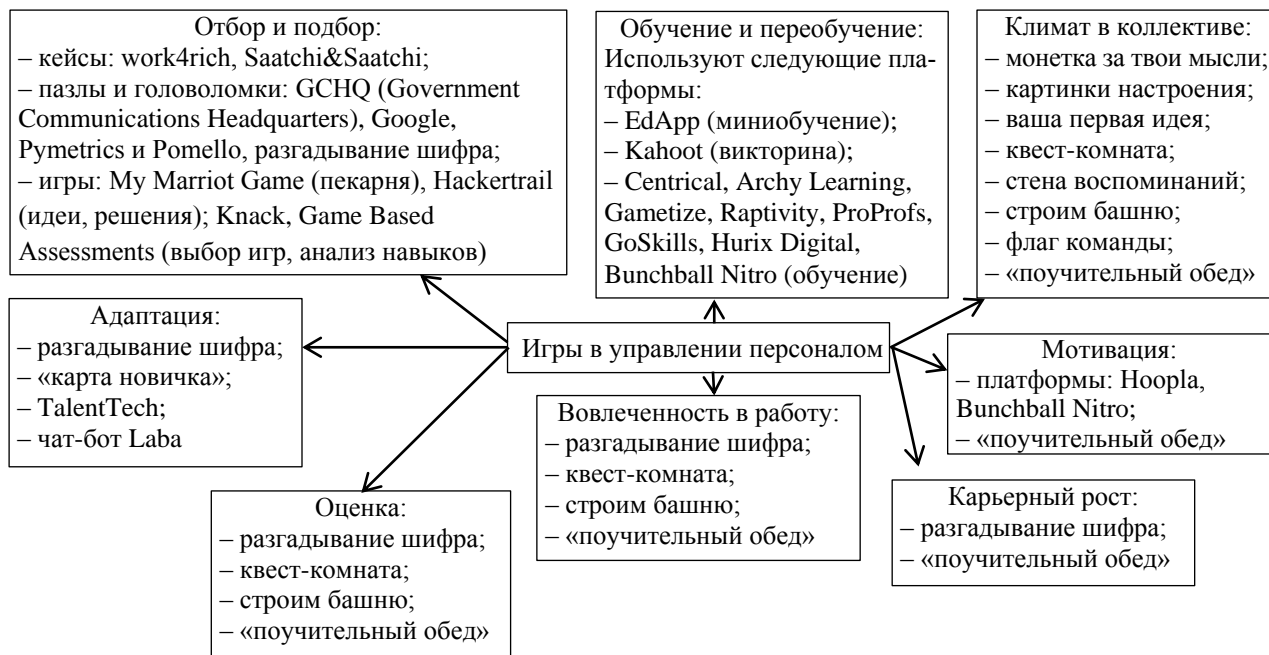 Отбор и подбор:
– кейсы: work4rich, Saatchi&Saatchi;
– пазлы и головоломки: GCHQ (Government
Communications Headquarters), Google,
Pymetrics и Pomello, разгадывание шифра;
– игры: My Marriot Game (пекарня), Hackertrail
(идеи, решения); Knack, Game Based
Assessments (выбор игр, анализ навыков)
Обучение и переобучение:
Используют следующие пла-
тформы:
– EdApp (миниобучение);
– Kahoot (викторина);
– Centrical, Archy Learning,
Gametize, Raptivity, ProProfs,
GoSkills, Hurix Digital,
Bunchball Nitro (обучение)
Климат в коллективе:
– монетка за твои мысли;
– картинки настроения;
– ваша первая идея;
– квест-комната;
– стена воспоминаний;
– строим башню;
– флаг команды;
– «поучительный обед»
Адаптация:
– разгадывание шифра;
– «карта новичка»;
– TalentTech;
– чат-бот Laba
Игры в управлении персоналом
Мотивация:
– платформы: Hoopla,
Bunchball Nitro;
– «поучительный обед»
Вовлеченность в работу:
– разгадывание шифра;
– квест-комната;
– строим башню;
– «поучительный обед»
Оценка:
– разгадывание шифра;
– квест-комната;
– строим башню;
– «поучительный обед»
Карьерный рост:
– разгадывание шифра;
– «поучительный обед»